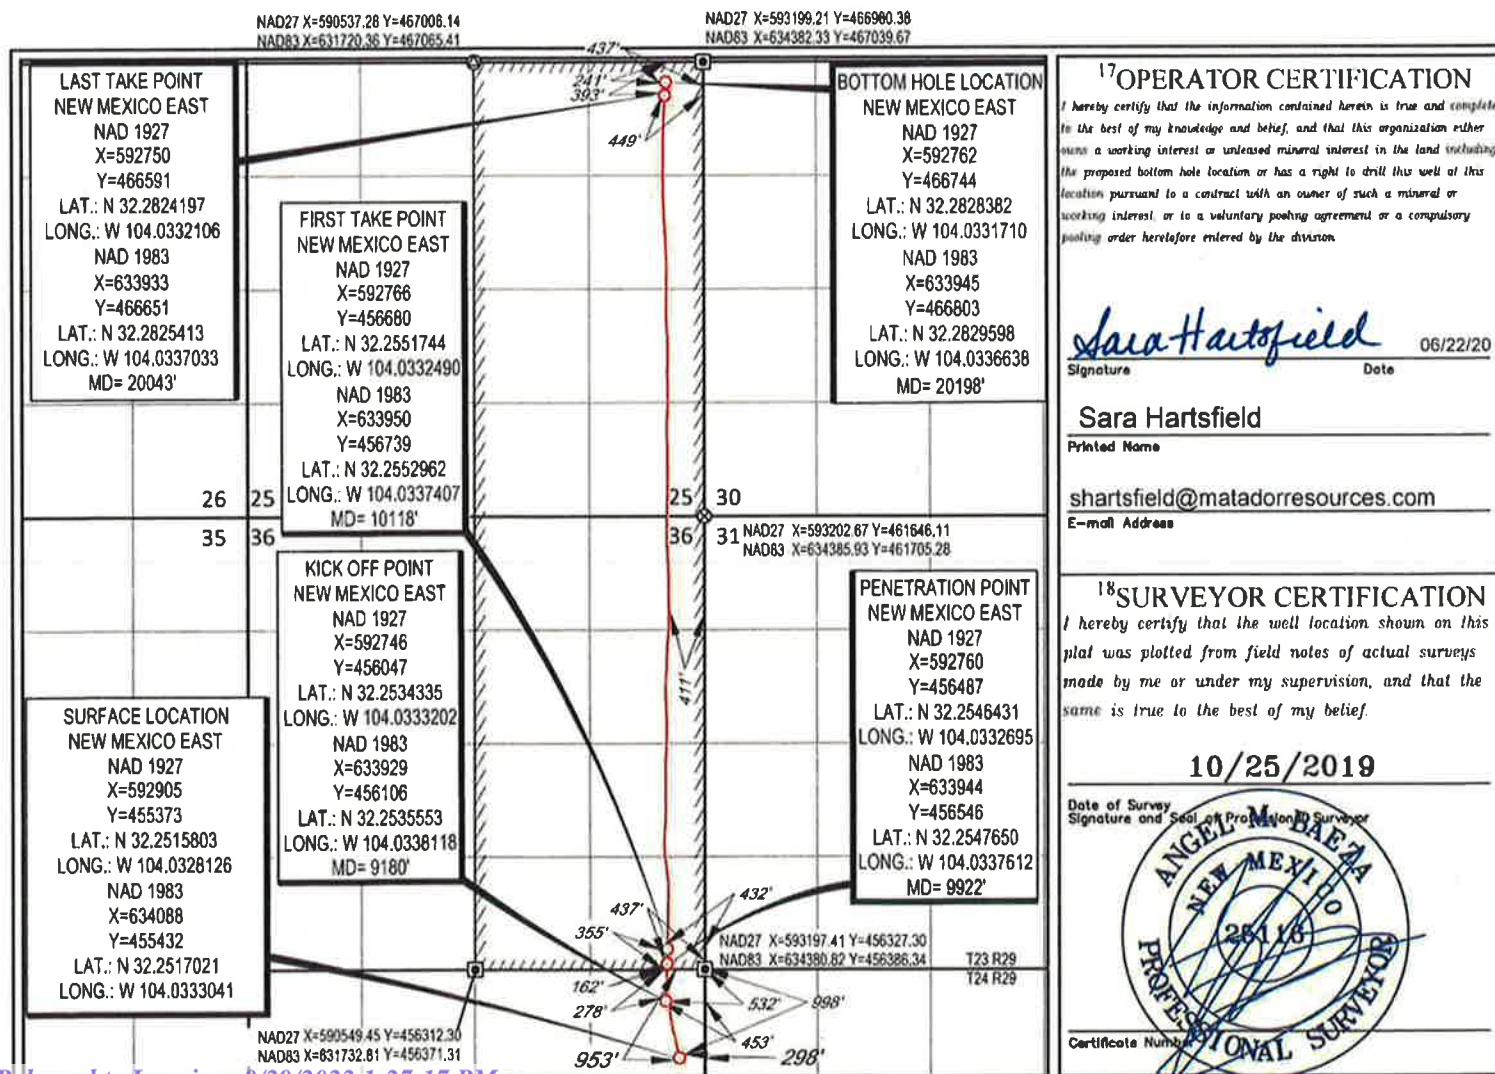 NAD27 X=590537.28 Y=467006.14
NAD83 X=631720.36 Y=467065.41
NAD27 X=593199.21 Y=466980.38
NAD83 X=634382.33 Y=467039.67
437'
241'
393'
449'
LAST TAKE POINT
NEW MEXICO EAST
NAD 1927
X=592750
Y=466591
LAT.: N 32.2824197
LONG.: W 104.0332106
NAD 1983
X=633933
Y=466651
LAT.: N 32.2825413
LONG.: W 104.0337033
MD= 20043'
FIRST TAKE POINT
NEW MEXICO EAST
NAD 1927
X=592766
Y=456680
LAT.: N 32.2551744
LONG.: W 104.0332490
NAD 1983
X=633950
Y=456739
LAT.: N 32.2552962
LONG.: W 104.0337407
MD= 10118'
BOTTOM HOLE LOCATION
NEW MEXICO EAST
NAD 1927
X=592762
Y=466744
LAT.: N 32.2828382
LONG.: W 104.0331710
NAD 1983
X=633945
Y=466803
LAT.: N 32.2829598
LONG.: W 104.0336638
MD= 20198'
26 25
35 36
25 30
36 31
NAD27 X=593202.67 Y=461646.11
NAD83 X=634385.93 Y=461705.28
KICK OFF POINT
NEW MEXICO EAST
NAD 1927
X=592746
Y=456047
LAT.: N 32.2534335
LONG.: W 104.0333202
NAD 1983
X=633929
Y=456106
LAT.: N 32.2535553
LONG.: W 104.0338118
MD= 9180'
411'
PENETRATION POINT
NEW MEXICO EAST
NAD 1927
X=592760
Y=456487
LAT.: N 32.2546431
LONG.: W 104.0332695
NAD 1983
X=633944
Y=456546
LAT.: N 32.2547650
LONG.: W 104.0337612
MD= 9922'
SURFACE LOCATION
NEW MEXICO EAST
NAD 1927
X=592905
Y=455373
LAT.: N 32.2515803
LONG.: W 104.0328126
NAD 1983
X=634088
Y=455432
LAT.: N 32.2517021
LONG.: W 104.0333041
437'
432'
355'
162'
278'
532'
998'
453'
953'
298'
NAD27 X=593197.41 Y=456327.30
NAD83 X=634380.82 Y=456386.34
T23 R29
T24 R29
NAD27 X=590549.45 Y=456312.30
NAD83 X=631732.61 Y=456371.31
17 OPERATOR CERTIFICATION
I hereby certify that the information contained herein is true and complete
to the best of my knowledge and belief, and that this organization either
owns a working interest or unleased mineral interest in the land including
the proposed bottom hole location or has a right to drill this well at this
location pursuant to a contract with an owner of such a mineral or
working interest, or to a voluntary pooling agreement or a compulsory
pooling order heretofore entered by the division.
Sara Hartsfield 06/22/20
Signature Date
Sara Hartsfield
Printed Name
shartsfield@matadorresources.com
E-mail Address
18 SURVEYOR CERTIFICATION
I hereby certify that the well location shown on this
plat was plotted from field notes of actual surveys
made by me or under my supervision, and that the
same is true to the best of my belief.
10/25/2019
Date of Survey
Signature and Seal of Professional Surveyor
ANGEL M. BAEZA
NEW MEXICO
25116
PROFESSIONAL SURVEYOR
Certificate Number